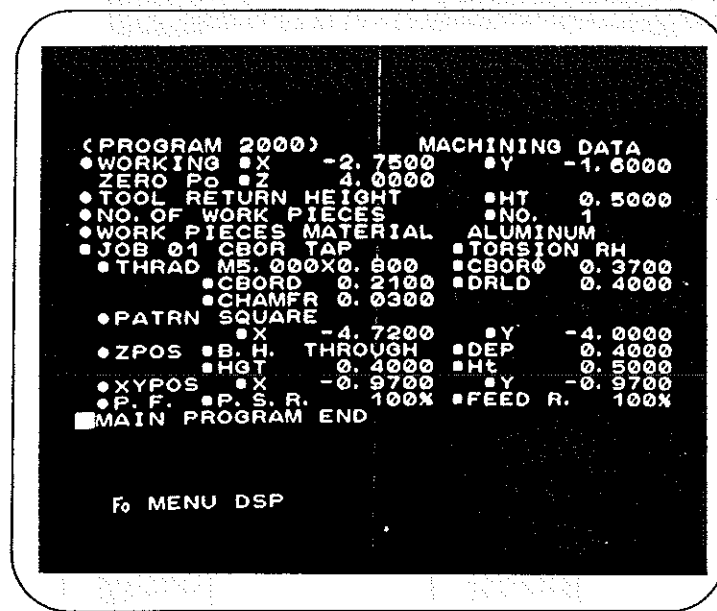 (PROGRAM 2000) MACHINING DATA
●WORKING ■X -2.7500 ■Y -1.6000
ZERO Po ■Z 4.0000
●TOOL RETURN HEIGHT ■HT 0.5000
●NO. OF WORK PIECES ■NO. 1
●WORK PIECES MATERIAL ALUMINUM
■JOB 01 CBOR TAP ■TORSION RH
●THRAD M5.000X0.800 ■CBORΦ 0.3700
■CBORD 0.2100 ■DRLD 0.4000
■CHAMFR 0.0300
●PATRN SQUARE
■X -4.7200 ■Y -4.0000
●ZPOS ■B.H. THROUGH ■DEP 0.4000
■HGT 0.4000 ■Ht 0.5000
●XYPOS ■X -0.9700 ■Y -0.9700
●P.F. ■P.S.R. 100% ■FEED R. 100%
■MAIN PROGRAM END
Fo MENU DSP